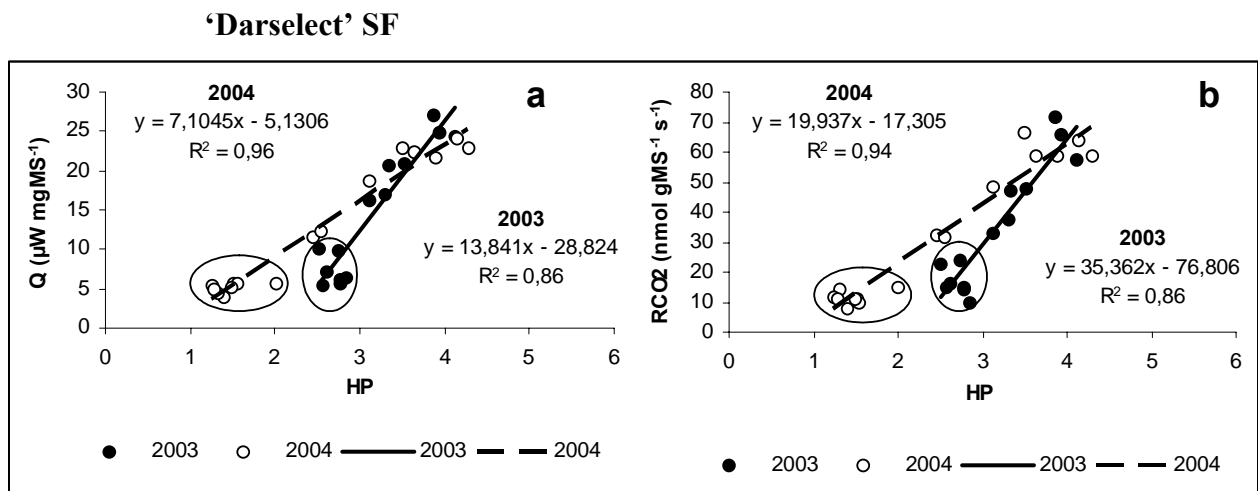 ‘Darselect’ SF
a
2004
y = 7,1045x - 5,1306
R² = 0,96
2003
y = 13,841x - 28,824
R² = 0,86
Q (µW mgMS⁻¹)
30
25
20
15
10
5
0
0 1 2 3 4 5 6
HP
2003 2004 2003 2004
b
2004
y = 19,937x - 17,305
R² = 0,94
2003
y = 35,362x - 76,806
R² = 0,86
RCO2 (nmol gMS⁻¹ s⁻¹)
80
70
60
50
40
30
20
10
0
0 1 2 3 4 5 6
HP
2003 2004 2003 2004